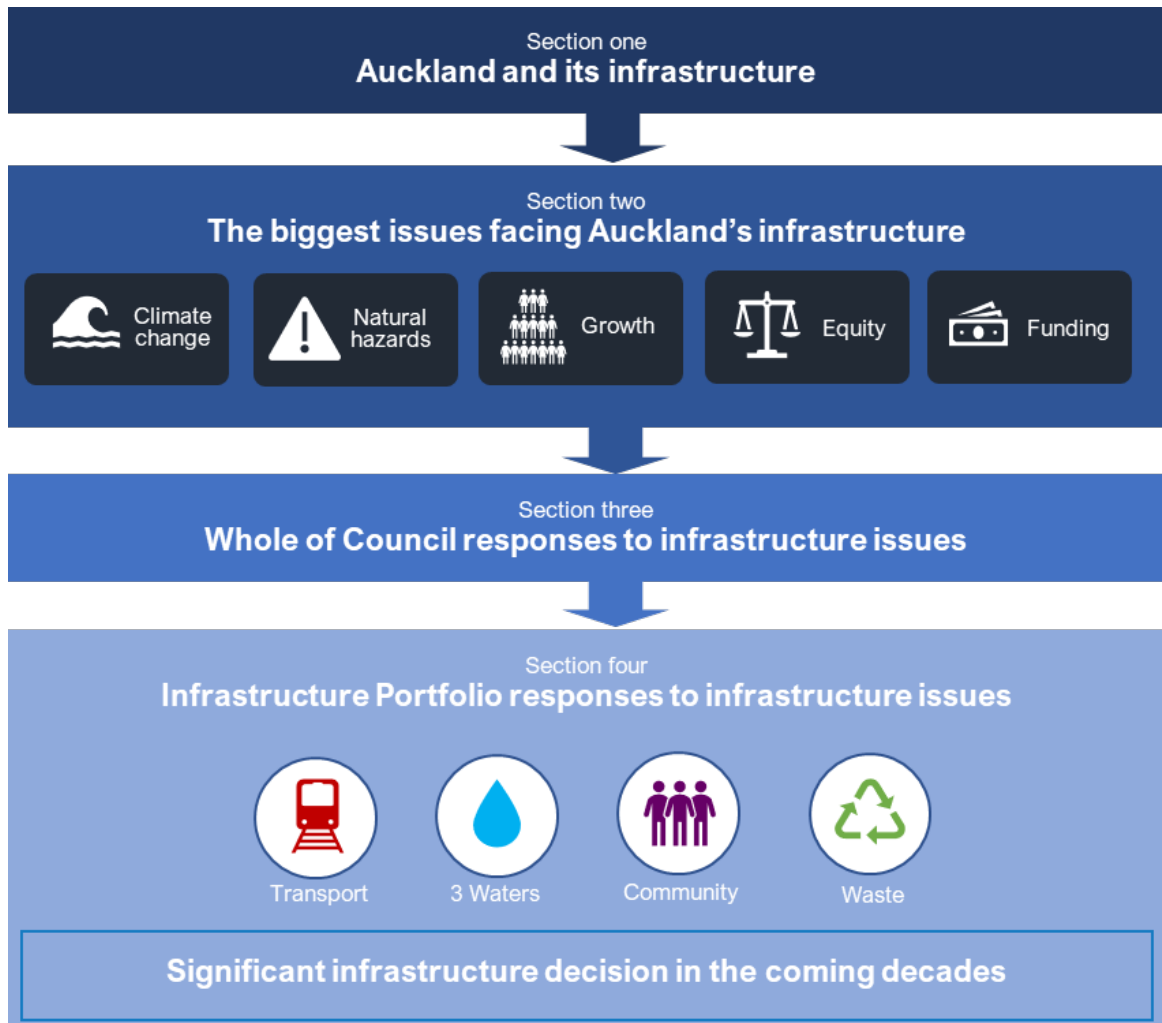 Section one
Auckland and its infrastructure
Section two
The biggest issues facing Auckland's infrastructure
Climate
change
Natural
hazards
Growth
Equity
Funding
Section three
Whole of Council responses to infrastructure issues
Section four
Infrastructure Portfolio responses to infrastructure issues
Transport
3 Waters
Community
Waste
Significant infrastructure decision in the coming decades